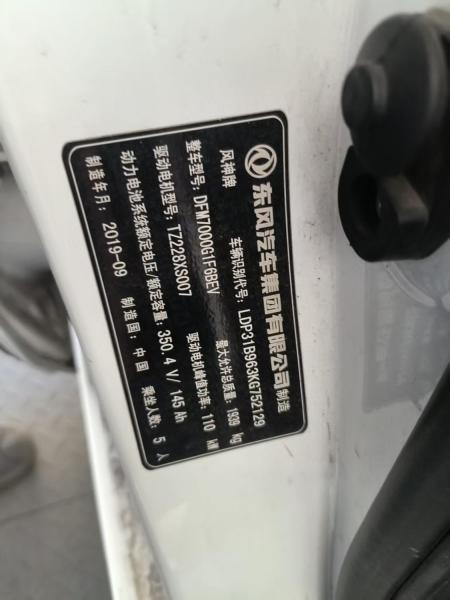 东风汽车集团有限公司制造
风神牌 车辆识别代号: LDP31B963KG752129
整车型号: DFM7000G1F6BEV 最大允许总质量: 1939 kg
驱动电机型号: TZ228XS007 驱动电机峰值功率: 110 kW
动力电池系统额定电压/额定容量: 350.4 V/ 145 Ah
制造年月: 2019-09 制造国: 中国 乘坐人数: 5 人